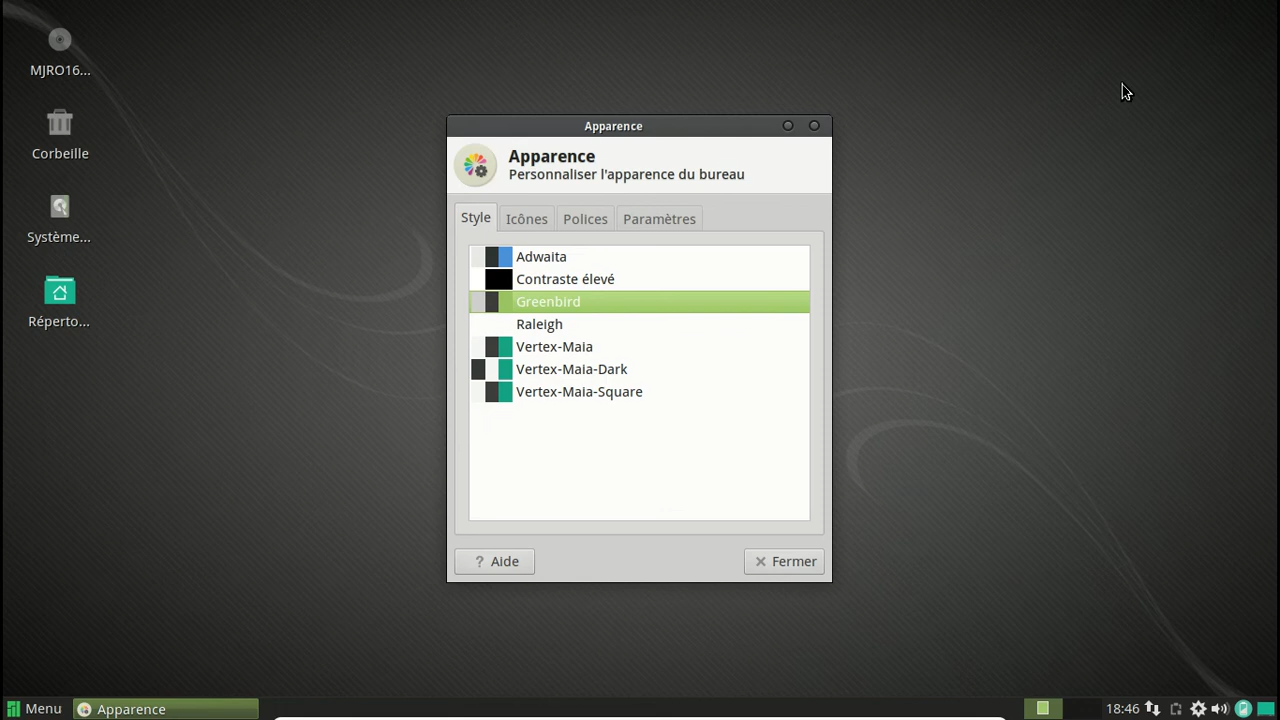 MJRO16...
Corbeille
Système...
Réperto...
Apparence
Apparence
Personnaliser l'apparence du bureau
Style Icônes Polices Paramètres
Adwaita
Contraste élevé
Greenbird
Raleigh
Vertex-Maia
Vertex-Maia-Dark
Vertex-Maia-Square
? Aide
Fermer
Menu Apparence 18:46